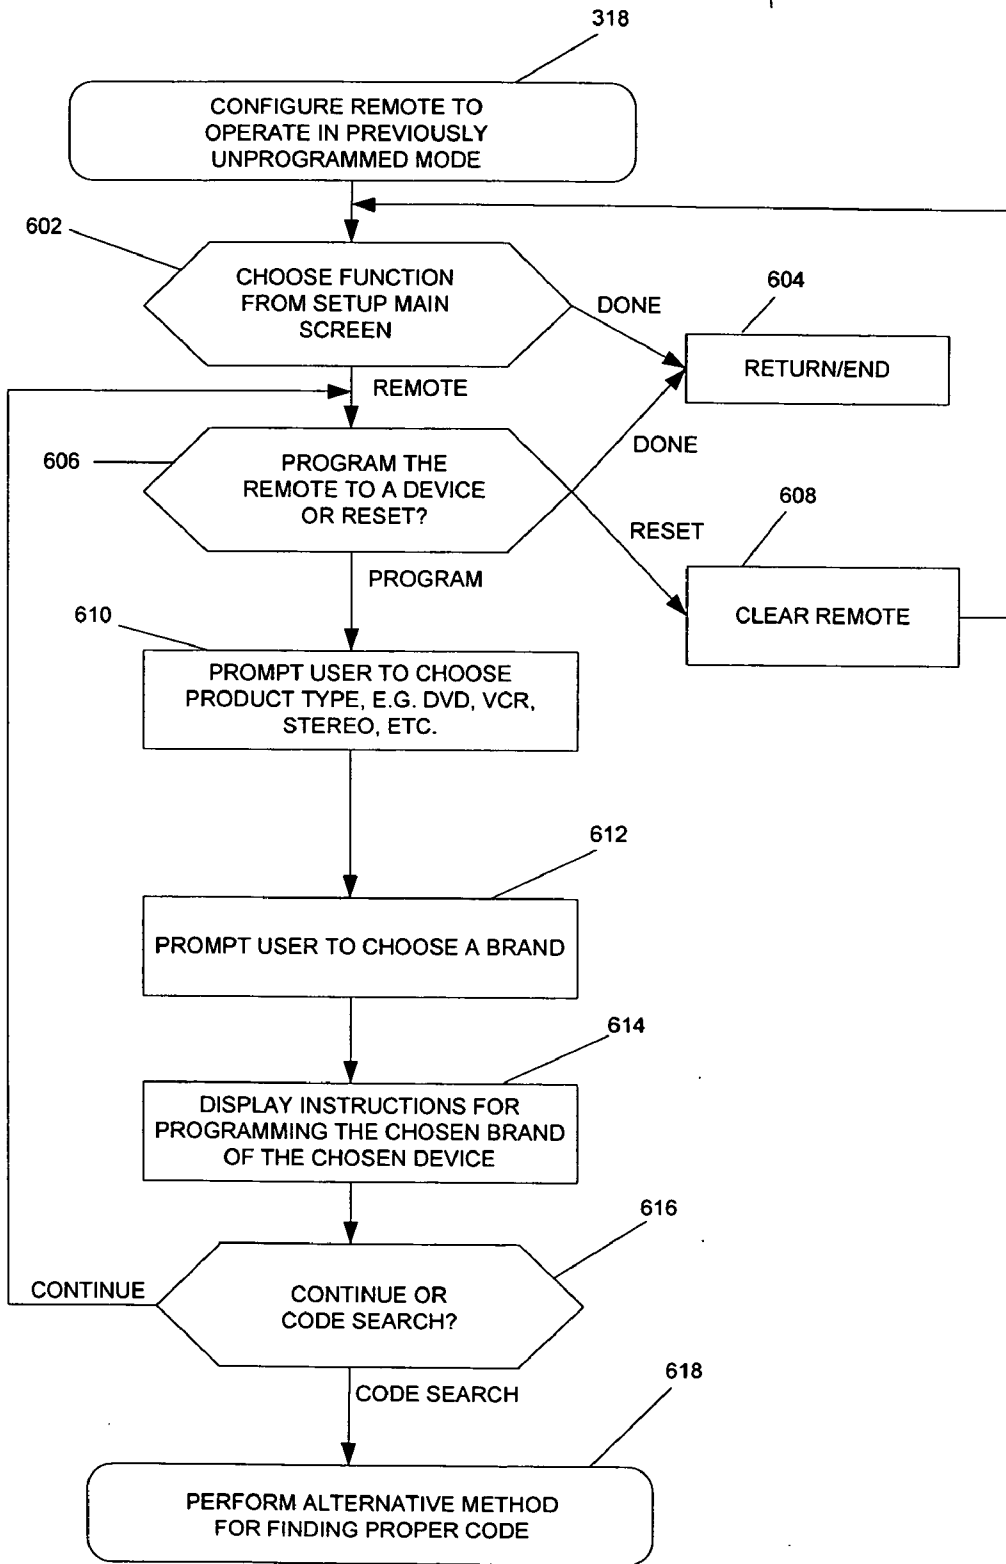 318
CONFIGURE REMOTE TO
OPERATE IN PREVIOUSLY
UNPROGRAMMED MODE
602
CHOOSE FUNCTION
FROM SETUP MAIN
SCREEN
DONE
604
RETURN/END
REMOTE
606
PROGRAM THE
REMOTE TO A DEVICE
OR RESET?
DONE
RESET
608
CLEAR REMOTE
PROGRAM
610
PROMPT USER TO CHOOSE
PRODUCT TYPE, E.G. DVD, VCR,
STEREO, ETC.
612
PROMPT USER TO CHOOSE A BRAND
614
DISPLAY INSTRUCTIONS FOR
PROGRAMMING THE CHOSEN BRAND
OF THE CHOSEN DEVICE
616
CONTINUE
CONTINUE OR
CODE SEARCH?
CODE SEARCH
618
PERFORM ALTERNATIVE METHOD
FOR FINDING PROPER CODE